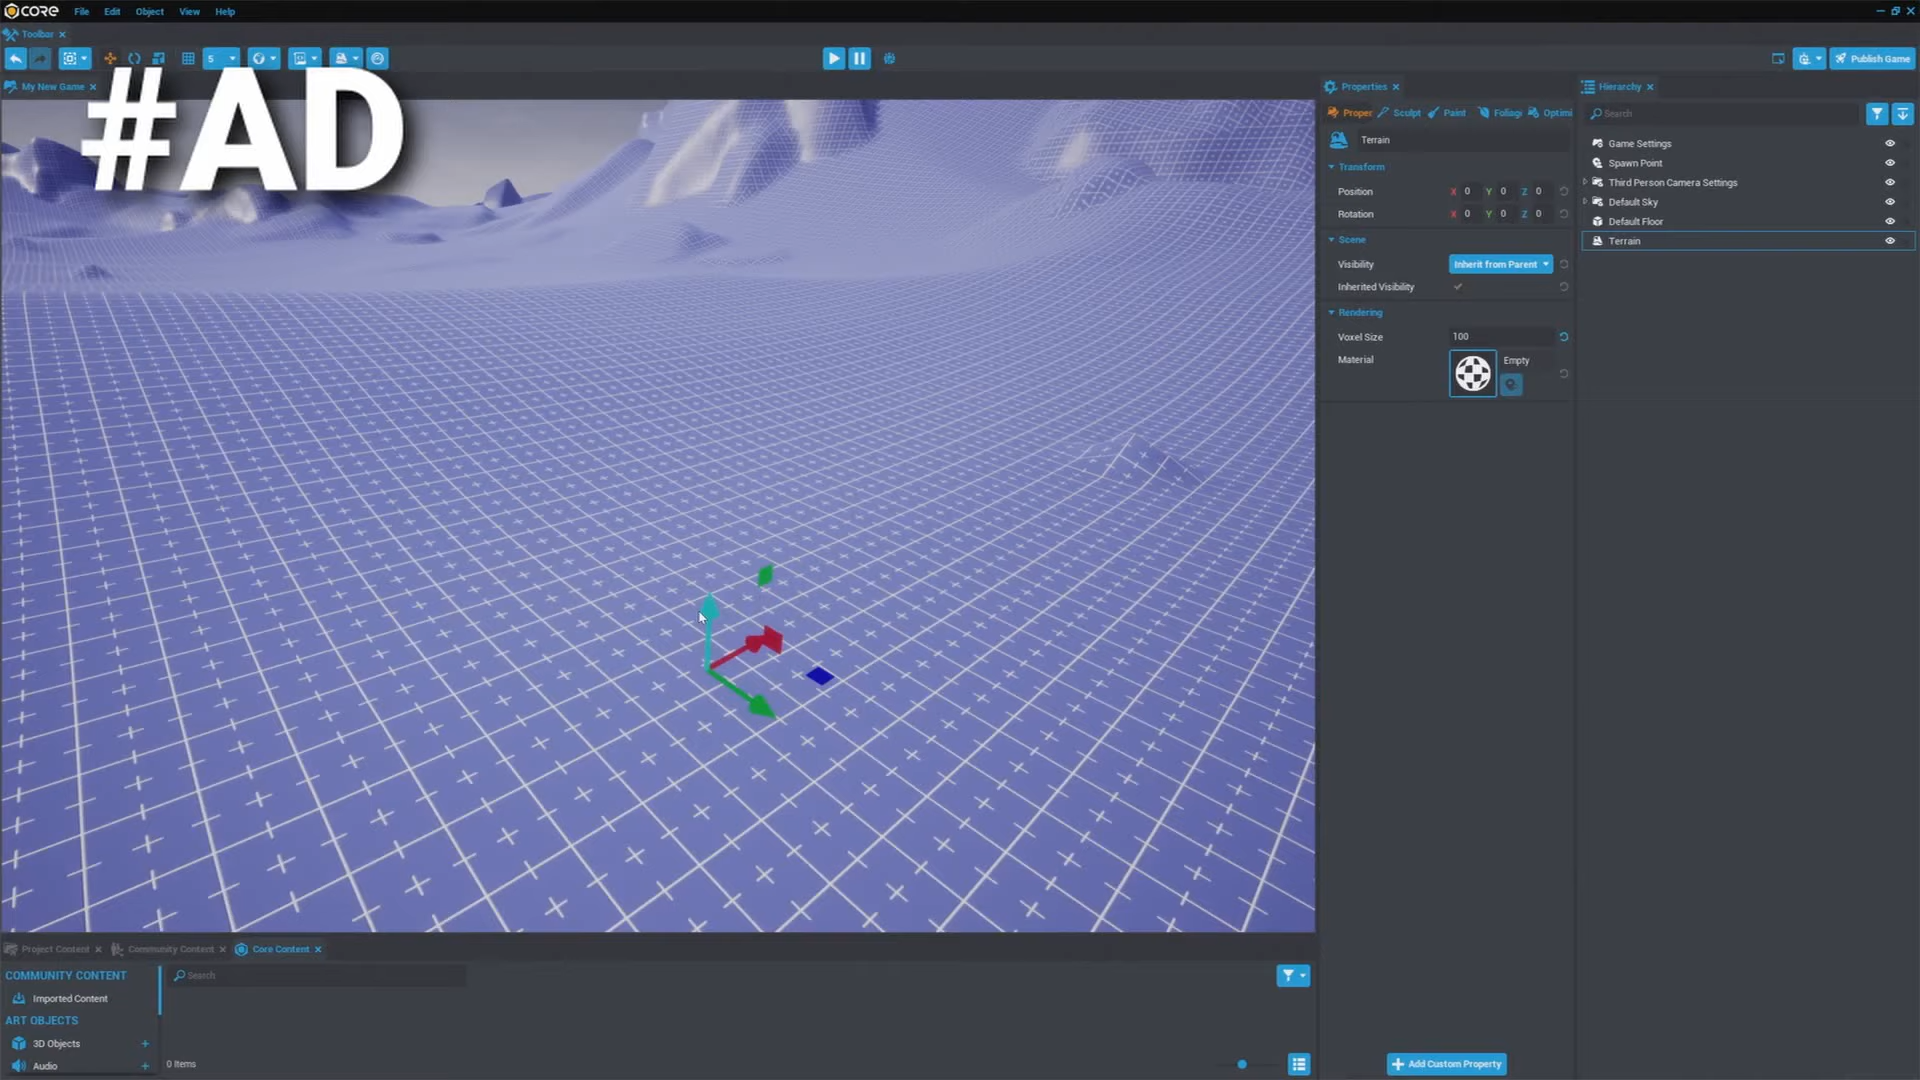 CORE File Edit Object View Help
Toolbar
5 Publish Game
My New Game Properties Hierarchy
#AD
Proper Sculpt Paint Foliag Optimi
Search
Terrain
Transform
Position X 0 Y 0 Z 0
Rotation X 0 Y 0 Z 0
Scene
Visibility Inherit from Parent
Inherited Visibility
Rendering
Voxel Size 100
Material Empty
Game Settings
Spawn Point
Third Person Camera Settings
Default Sky
Default Floor
Terrain
Project Content Community Content Core Content
COMMUNITY CONTENT
Search
Imported Content
ART OBJECTS
3D Objects +
Audio +
0 Items
Add Custom Property